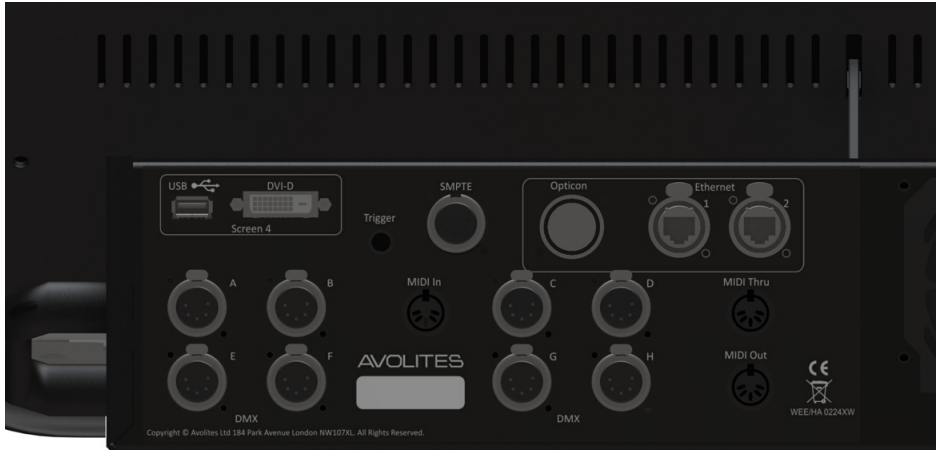 USB DVI-D
Screen 4
Trigger
SMPTE
Opticon
Ethernet
1 2
A B
MIDI In
C D
MIDI Thru
E F
DMX
AVOLITES
G H
DMX
MIDI Out
CE
WEE/HA 0224XW
Copyright © Avolites Ltd 184 Park Avenue London NW107XL. All Rights Reserved.